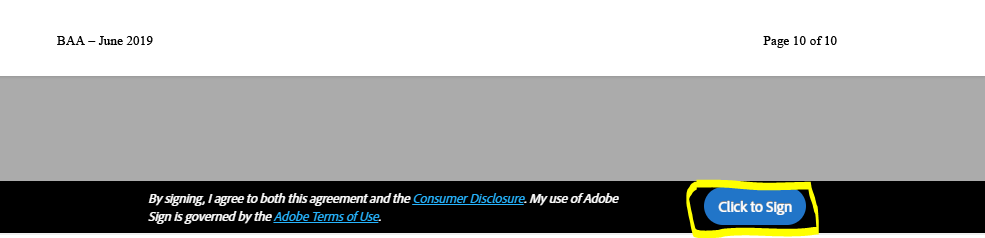 BAA – June 2019 Page 10 of 10
By signing, I agree to both this agreement and the Consumer Disclosure. My use of Adobe
Sign is governed by the Adobe Terms of Use.
Click to Sign